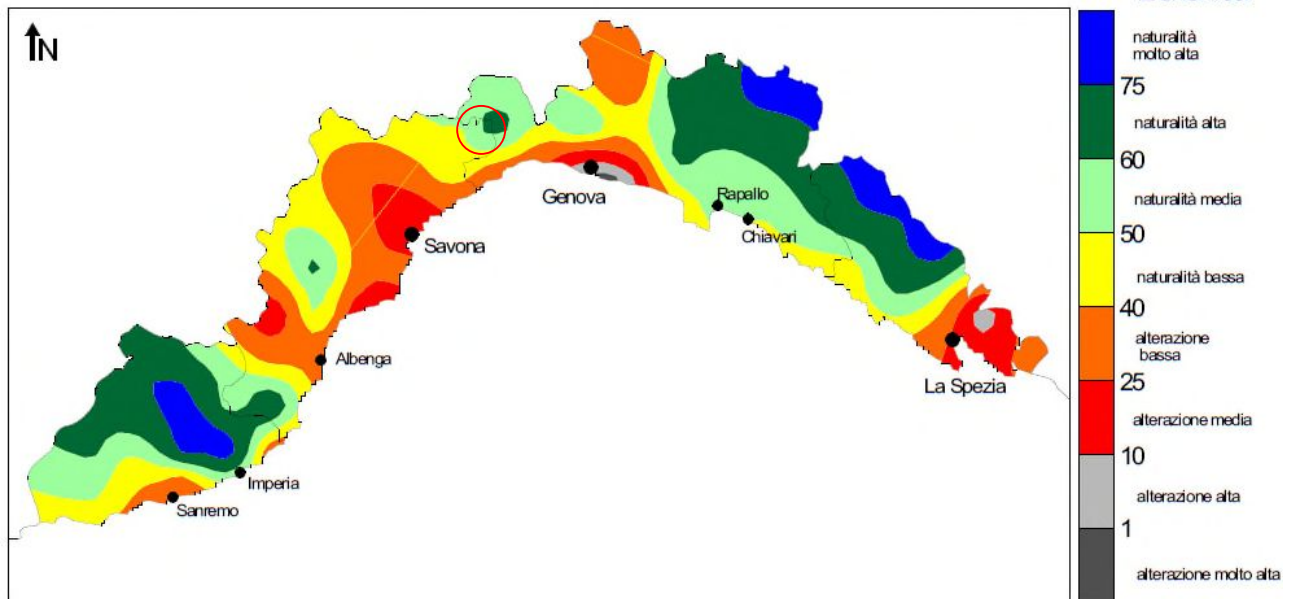 N
Genova
Savona
Albenga
Imperia
Sanremo
Rapallo
Chiavari
La Spezia
naturalità
molto alta
75
naturalità alta
60
naturalità media
50
naturalità bassa
40
alterazione
bassa
25
alterazione media
10
alterazione alta
1
alterazione molto alta